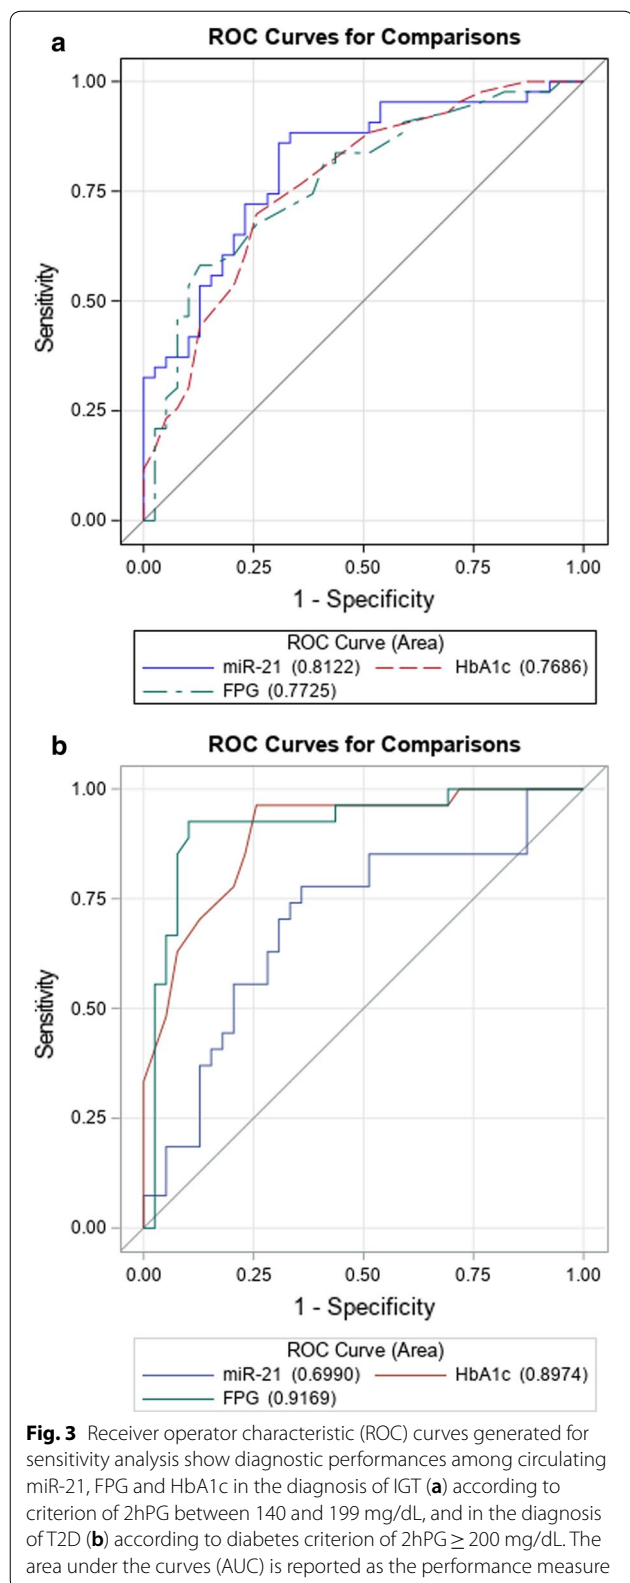 a
ROC Curves for Comparisons
1.00
0.75
0.50
0.25
0.00
Sensitivity
0.00 0.25 0.50 0.75 1.00
1 - Specificity
ROC Curve (Area)
miR-21 (0.8122) HbA1c (0.7686)
FPG (0.7725)
b
ROC Curves for Comparisons
1.00
0.75
0.50
0.25
0.00
Sensitivity
0.00 0.25 0.50 0.75 1.00
1 - Specificity
ROC Curve (Area)
miR-21 (0.6990) HbA1c (0.8974)
FPG (0.9169)
Fig. 3 Receiver operator characteristic (ROC) curves generated for
sensitivity analysis show diagnostic performances among circulating
miR-21, FPG and HbA1c in the diagnosis of IGT (a) according to
criterion of 2hPG between 140 and 199 mg/dL, and in the diagnosis
of T2D (b) according to diabetes criterion of 2hPG ≥ 200 mg/dL. The
area under the curves (AUC) is reported as the performance measure